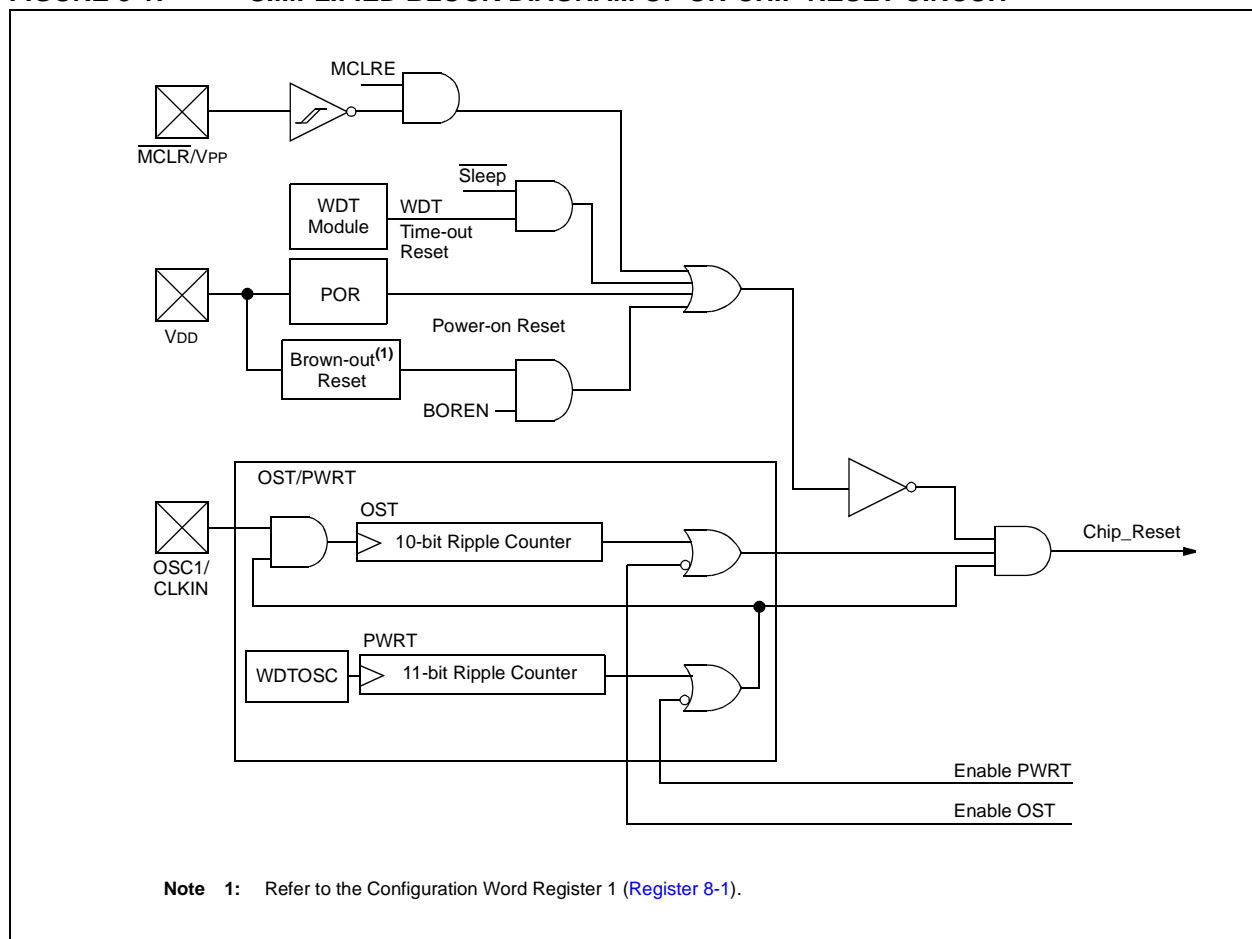 MCLRE
MCLR/VPP
Sleep
WDT
Module
WDT
Time-out
Reset
POR
VDD
Power-on Reset
Brown-out(1)
Reset
BOREN
OST/PWRT
OST
10-bit Ripple Counter
OSC1/
CLKIN
Chip_Reset
PWRT
WDTOSC
11-bit Ripple Counter
Enable PWRT
Enable OST
Note 1: Refer to the Configuration Word Register 1 (Register 8-1).